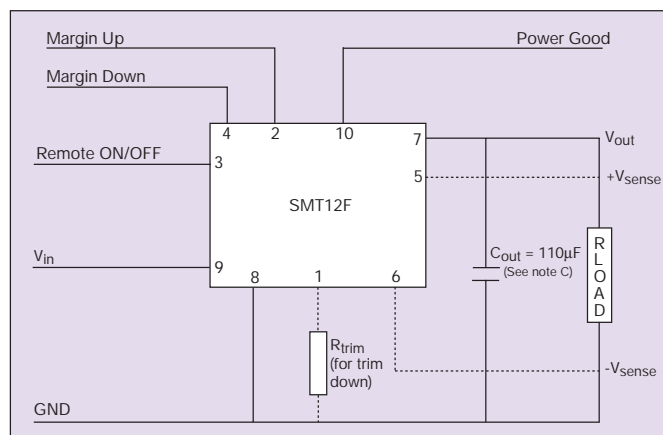 Margin Up
Power Good
Margin Down
4 2 10 7
Vout
Remote ON/OFF
3
5
+Vsense
SMT12F
Vin
9
8 1 6
Cout = 110µF
(See note C)
RLOAD
Rtrim
(for trim
down)
-Vsense
GND